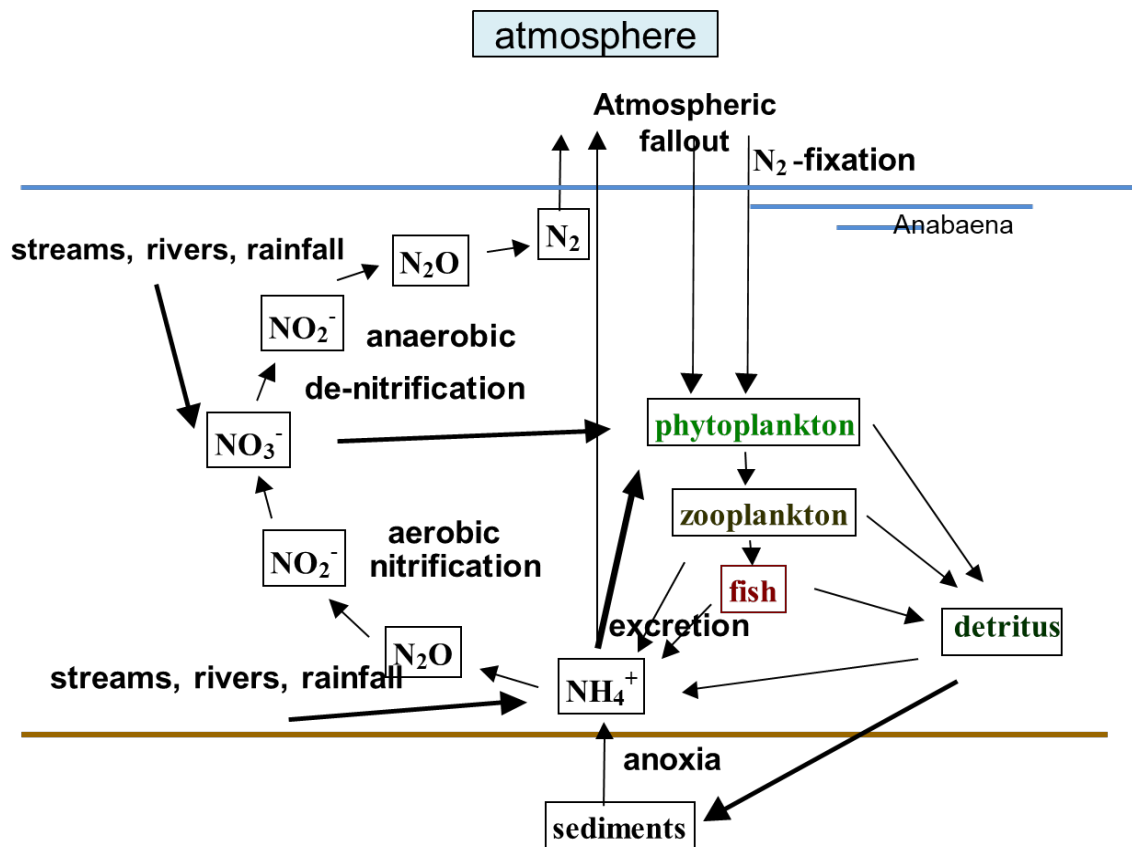 atmosphere
Atmospheric
fallout
N₂ -fixation
Anabaena
streams, rivers, rainfall
N₂
N₂O
NO₂⁻
anaerobic
de-nitrification
phytoplankton
NO₃⁻
zooplankton
aerobic
nitrification
NO₂⁻
fish
excretion
detritus
N₂O
streams, rivers, rainfall
NH₄⁺
anoxia
sediments